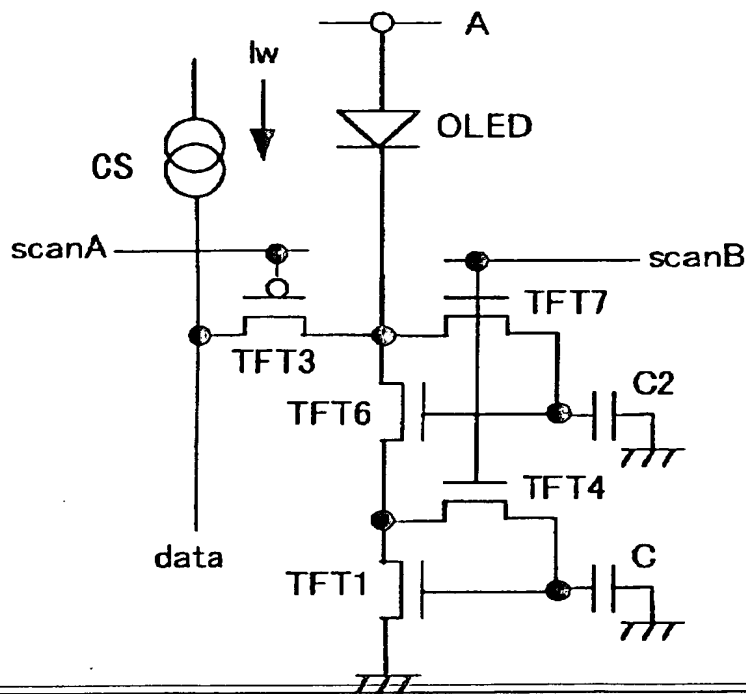 A
Iw
OLED
CS
scanA
scanB
TFT7
TFT3
C2
TFT6
TFT4
data
TFT1
C